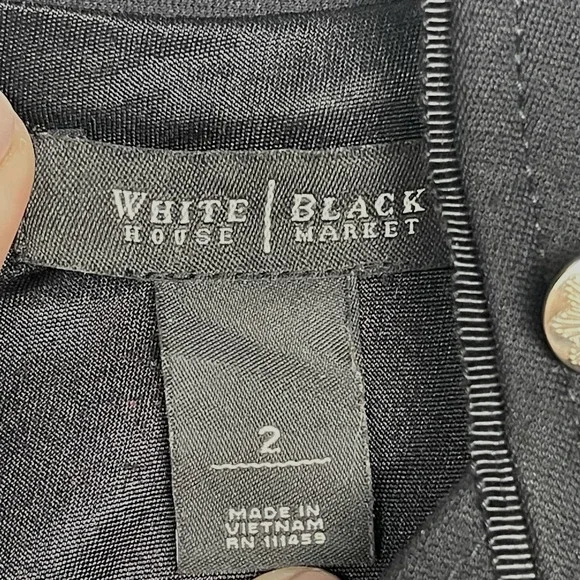 WHITE | BLACK
HOUSE MARKET
2
MADE IN
VIETNAM
RN 111459